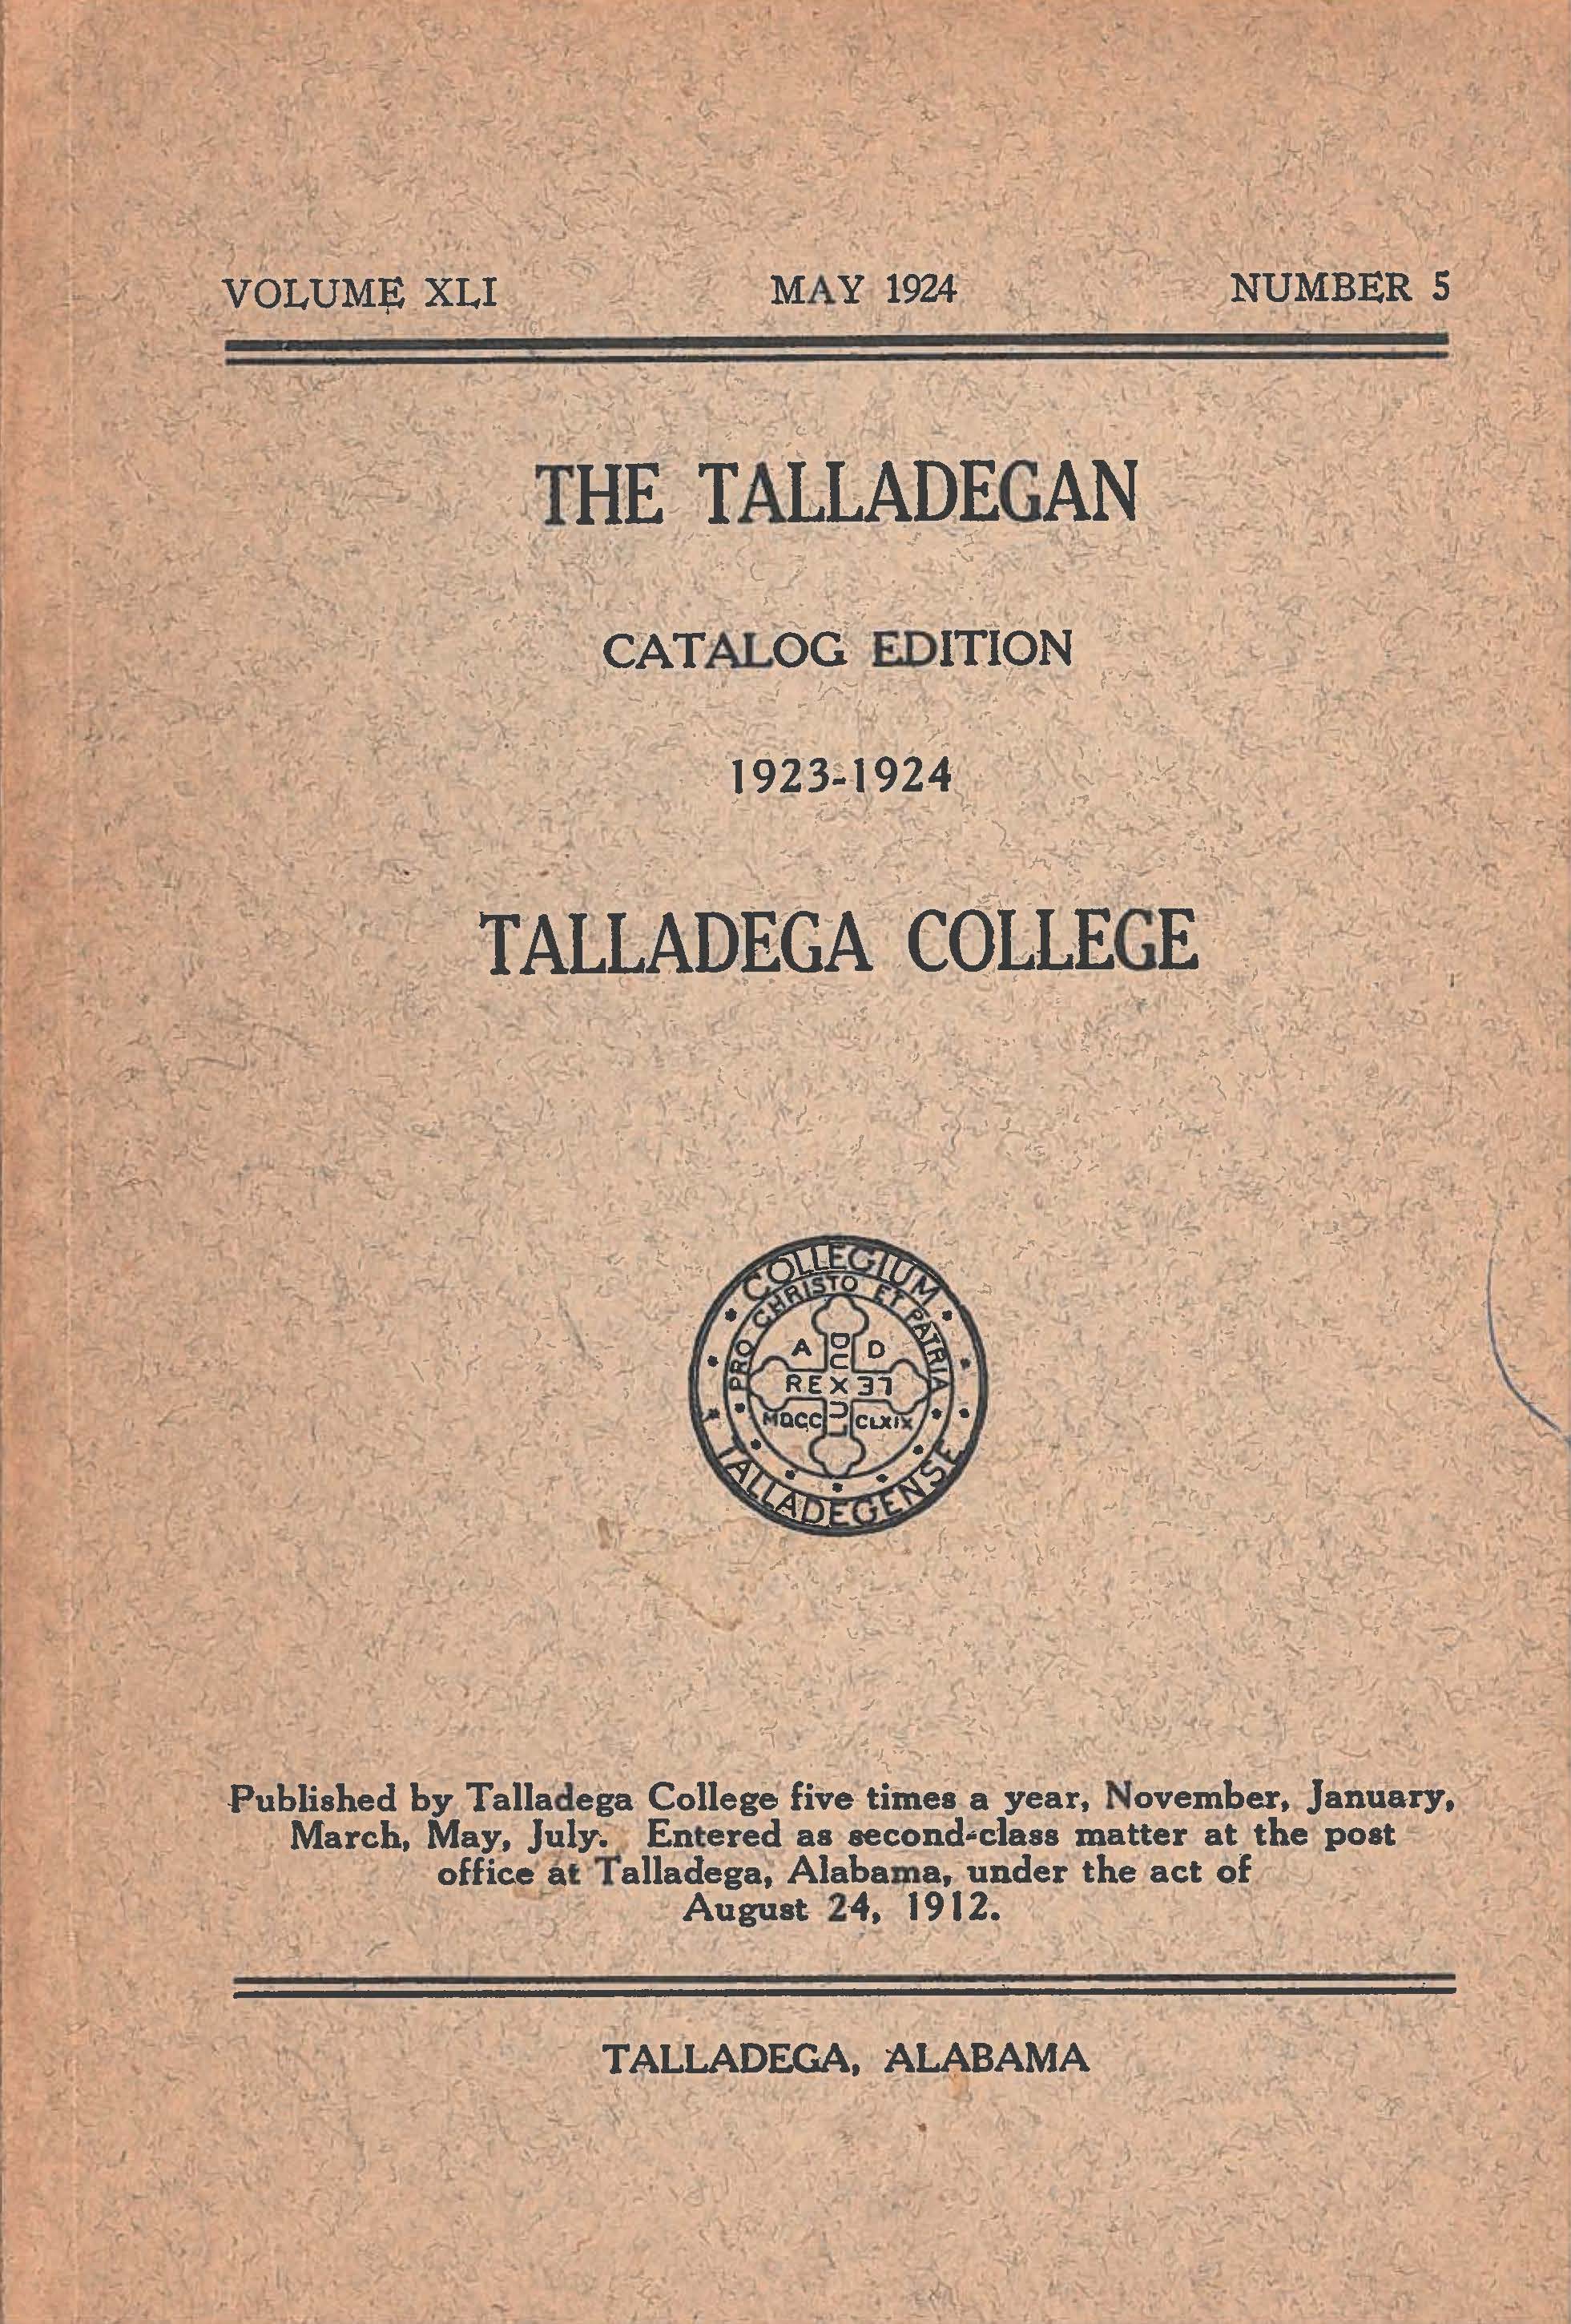 VOLUME XLI MAY 1924 NUMBER 5
THE TALLADEGAN
CATALOG EDITION
1923-1924
TALLADEGA COLLEGE
COLLEGIUM
PRO CHRISTO ET PATRIA
A D
REX
MDCC CLXIX
TALLADEGENSE
Published by Talladega College five times a year, November, January,
March, May, July. Entered as second-class matter at the post
office at Talladega, Alabama, under the act of
August 24, 1912.
TALLADEGA, ALABAMA